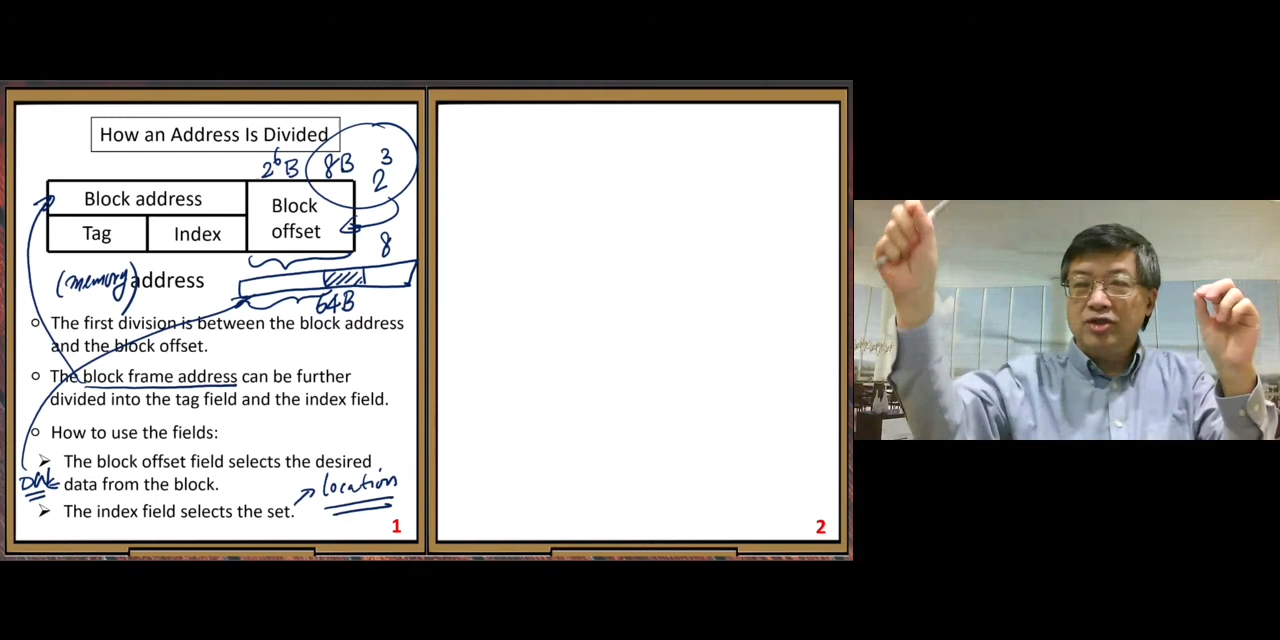 How an Address Is Divided
2⁶B 8B 2³
Block address
Block
offset
Tag Index
8
(memory) address
64B
The first division is between the block address
and the block offset.
The block frame address can be further
divided into the tag field and the index field.
How to use the fields:
The block offset field selects the desired
data from the block.
location
The index field selects the set.
1
2